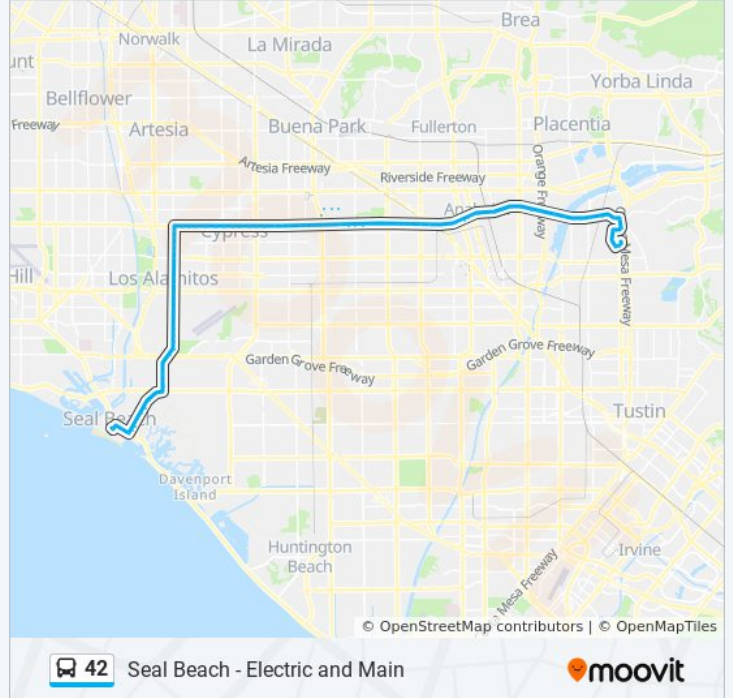 Brea
Norwalk
La Mirada
unt
Yorba Linda
Bellflower
Freeway
Artesia
Buena Park
Fullerton
Placentia
Artesia Freeway
Riverside Freeway
Orange Freeway
Ana
Cypress
Mesa Freeway
Hill
Los Alamitos
Garden Grove Freeway
Garden Grove Freeway
Seal Beach
Tustin
Davenport
Island
Huntington
Beach
Irvine
Mesa Freeway
© OpenStreetMap contributors | © OpenMapTiles
42
Seal Beach - Electric and Main
moovit